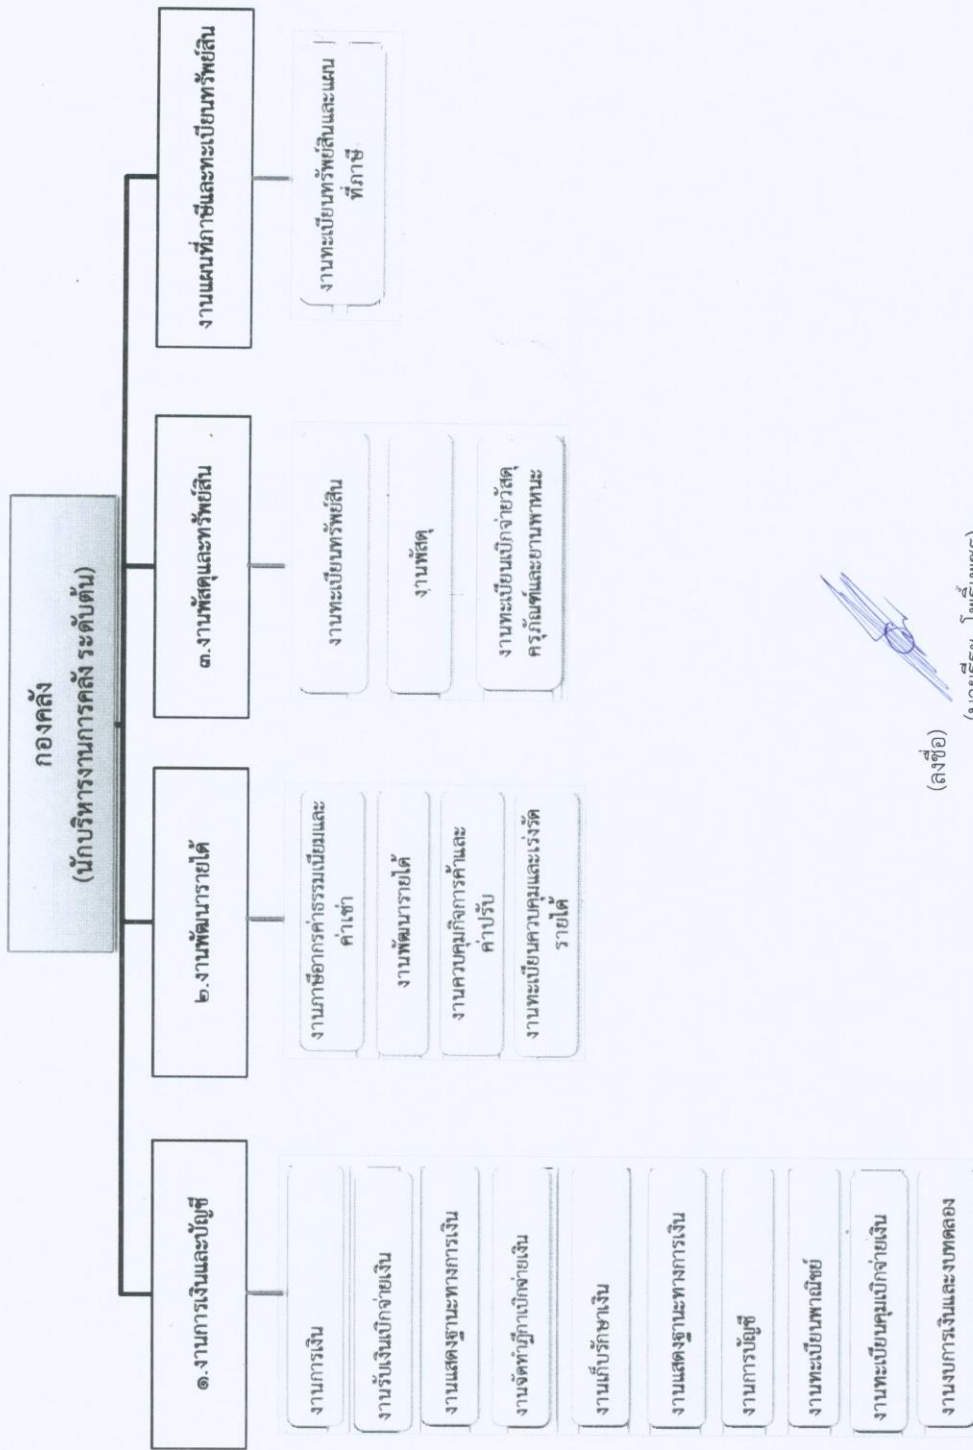 กองคลัง
(นักบริหารงานการคลัง ระดับต้น)
๑.งานการเงินและบัญชี
งานการเงิน
งานรับเงินเบิกจ่ายเงิน
งานแสดงฐานะทางการเงิน
งานจัดทำฎีกาเบิกจ่ายเงิน
งานเก็บรักษาเงิน
งานแสดงฐานะทางการเงิน
งานการบัญชี
งานทะเบียนพาณิชย์
งานทะเบียนคุมเบิกจ่ายเงิน
งานงบการเงินและงบทดลอง
๒.งานพัฒนารายได้
งานภาษีอากรค่าธรรมเนียมและ
ค่าเช่า
งานพัฒนารายได้
งานควบคุมกิจการค้าและ
ค่าปรับ
งานทะเบียนควบคุมและเร่งรัด
รายได้
๓.งานพัสดุและทรัพย์สิน
งานทะเบียนทรัพย์สิน
งานพัสดุ
งานทะเบียนเบิกจ่ายวัสดุ
ครุภัณฑ์และยานพาหนะ
งานแผนที่ภาษีและทะเบียนทรัพย์สิน
งานทะเบียนทรัพย์สินและแผน
ที่ภาษี
(ลงชื่อ)